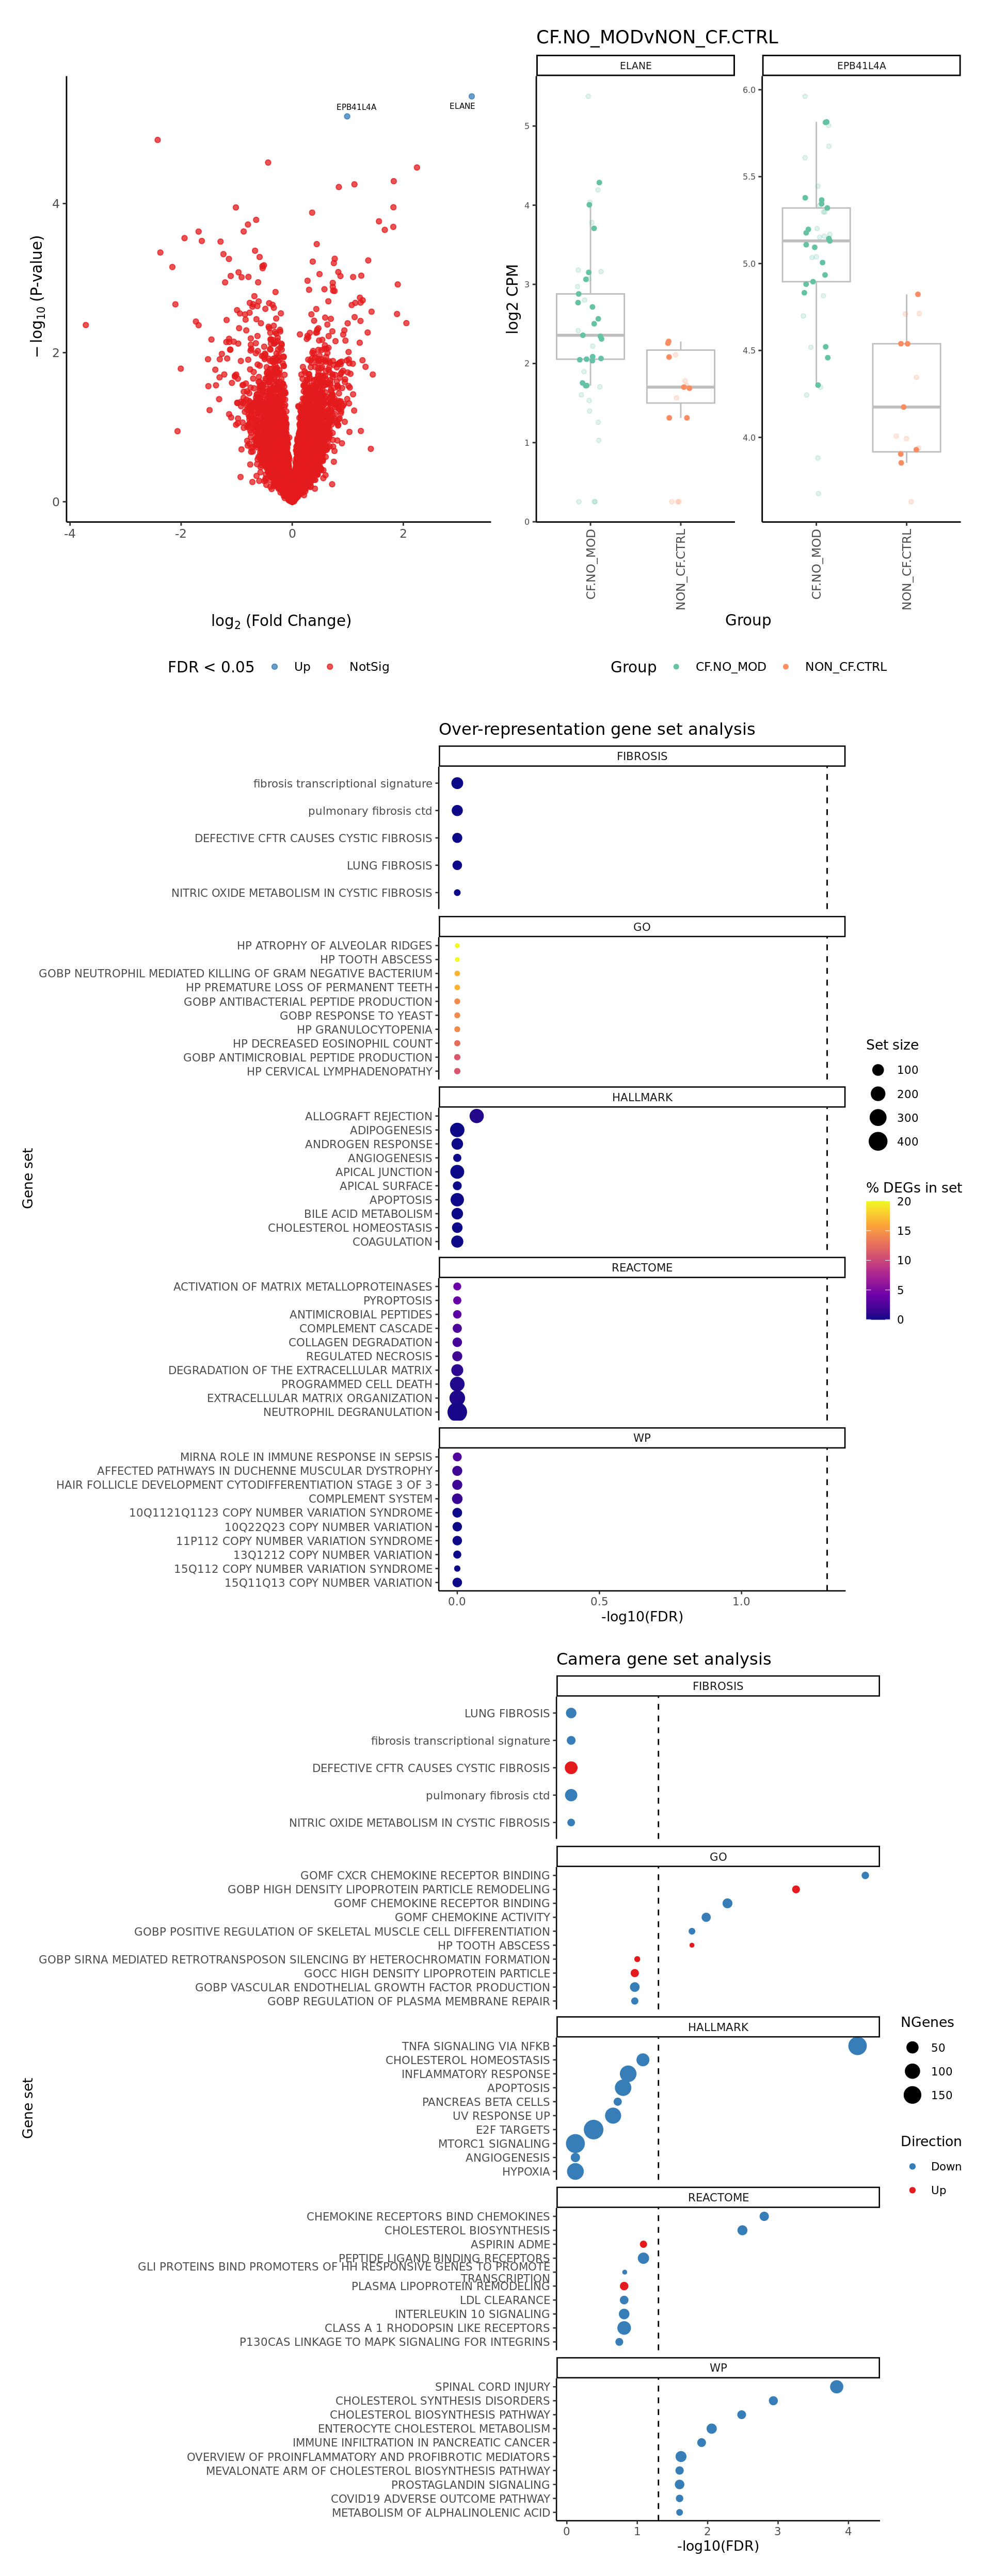 CF.NO_MODvNON_CF.CTRL
ELANE
EPB41L4A
EPB41L4A
ELANE
− log10 (P-value)
4
2
0
-4
-2
0
2
log2 (Fold Change)
FDR < 0.05
Up
NotSig
log2 CPM
5
4
3
2
1
0
6.0
5.5
5.0
4.5
4.0
CF.NO_MOD
NON_CF.CTRL
CF.NO_MOD
NON_CF.CTRL
Group
Group
CF.NO_MOD
NON_CF.CTRL
Over-representation gene set analysis
FIBROSIS
fibrosis transcriptional signature
pulmonary fibrosis ctd
DEFECTIVE CFTR CAUSES CYSTIC FIBROSIS
LUNG FIBROSIS
NITRIC OXIDE METABOLISM IN CYSTIC FIBROSIS
GO
HP ATROPHY OF ALVEOLAR RIDGES
HP TOOTH ABSCESS
GOBP NEUTROPHIL MEDIATED KILLING OF GRAM NEGATIVE BACTERIUM
HP PREMATURE LOSS OF PERMANENT TEETH
GOBP ANTIBACTERIAL PEPTIDE PRODUCTION
GOBP RESPONSE TO YEAST
HP GRANULOCYTOPENIA
HP DECREASED EOSINOPHIL COUNT
GOBP ANTIMICROBIAL PEPTIDE PRODUCTION
HP CERVICAL LYMPHADENOPATHY
HALLMARK
ALLOGRAFT REJECTION
ADIPOGENESIS
ANDROGEN RESPONSE
ANGIOGENESIS
APICAL JUNCTION
APICAL SURFACE
APOPTOSIS
BILE ACID METABOLISM
CHOLESTEROL HOMEOSTASIS
COAGULATION
REACTOME
ACTIVATION OF MATRIX METALLOPROTEINASES
PYROPTOSIS
ANTIMICROBIAL PEPTIDES
COMPLEMENT CASCADE
COLLAGEN DEGRADATION
REGULATED NECROSIS
DEGRADATION OF THE EXTRACELLULAR MATRIX
PROGRAMMED CELL DEATH
EXTRACELLULAR MATRIX ORGANIZATION
NEUTROPHIL DEGRANULATION
WP
MIRNA ROLE IN IMMUNE RESPONSE IN SEPSIS
AFFECTED PATHWAYS IN DUCHENNE MUSCULAR DYSTROPHY
HAIR FOLLICLE DEVELOPMENT CYTODIFFERENTIATION STAGE 3 OF 3
COMPLEMENT SYSTEM
10Q1121Q1123 COPY NUMBER VARIATION SYNDROME
10Q22Q23 COPY NUMBER VARIATION
11P112 COPY NUMBER VARIATION SYNDROME
13Q1212 COPY NUMBER VARIATION
15Q112 COPY NUMBER VARIATION SYNDROME
15Q11Q13 COPY NUMBER VARIATION
0.0
0.5
1.0
-log10(FDR)
Gene set
Set size
100
200
300
400
% DEGs in set
20
15
10
5
0
Camera gene set analysis
FIBROSIS
LUNG FIBROSIS
fibrosis transcriptional signature
DEFECTIVE CFTR CAUSES CYSTIC FIBROSIS
pulmonary fibrosis ctd
NITRIC OXIDE METABOLISM IN CYSTIC FIBROSIS
GO
GOMF CXCR CHEMOKINE RECEPTOR BINDING
GOBP HIGH DENSITY LIPOPROTEIN PARTICLE REMODELING
GOMF CHEMOKINE RECEPTOR BINDING
GOMF CHEMOKINE ACTIVITY
GOBP POSITIVE REGULATION OF SKELETAL MUSCLE CELL DIFFERENTIATION
HP TOOTH ABSCESS
GOBP SIRNA MEDIATED RETROTRANSPOSON SILENCING BY HETEROCHROMATIN FORMATION
GOCC HIGH DENSITY LIPOPROTEIN PARTICLE
GOBP VASCULAR ENDOTHELIAL GROWTH FACTOR PRODUCTION
GOBP REGULATION OF PLASMA MEMBRANE REPAIR
HALLMARK
TNFA SIGNALING VIA NFKB
CHOLESTEROL HOMEOSTASIS
INFLAMMATORY RESPONSE
APOPTOSIS
PANCREAS BETA CELLS
UV RESPONSE UP
E2F TARGETS
MTORC1 SIGNALING
ANGIOGENESIS
HYPOXIA
REACTOME
CHEMOKINE RECEPTORS BIND CHEMOKINES
CHOLESTEROL BIOSYNTHESIS
ASPIRIN ADME
PEPTIDE LIGAND BINDING RECEPTORS
GLI PROTEINS BIND PROMOTERS OF HH RESPONSIVE GENES TO PROMOTE
TRANSCRIPTION
PLASMA LIPOPROTEIN REMODELING
LDL CLEARANCE
INTERLEUKIN 10 SIGNALING
CLASS A 1 RHODOPSIN LIKE RECEPTORS
P130CAS LINKAGE TO MAPK SIGNALING FOR INTEGRINS
WP
SPINAL CORD INJURY
CHOLESTEROL SYNTHESIS DISORDERS
CHOLESTEROL BIOSYNTHESIS PATHWAY
ENTEROCYTE CHOLESTEROL METABOLISM
IMMUNE INFILTRATION IN PANCREATIC CANCER
OVERVIEW OF PROINFLAMMATORY AND PROFIBROTIC MEDIATORS
MEVALONATE ARM OF CHOLESTEROL BIOSYNTHESIS PATHWAY
PROSTAGLANDIN SIGNALING
COVID19 ADVERSE OUTCOME PATHWAY
METABOLISM OF ALPHALINOLENIC ACID
0
1
2
3
4
-log10(FDR)
Gene set
NGenes
50
100
150
Direction
Down
Up